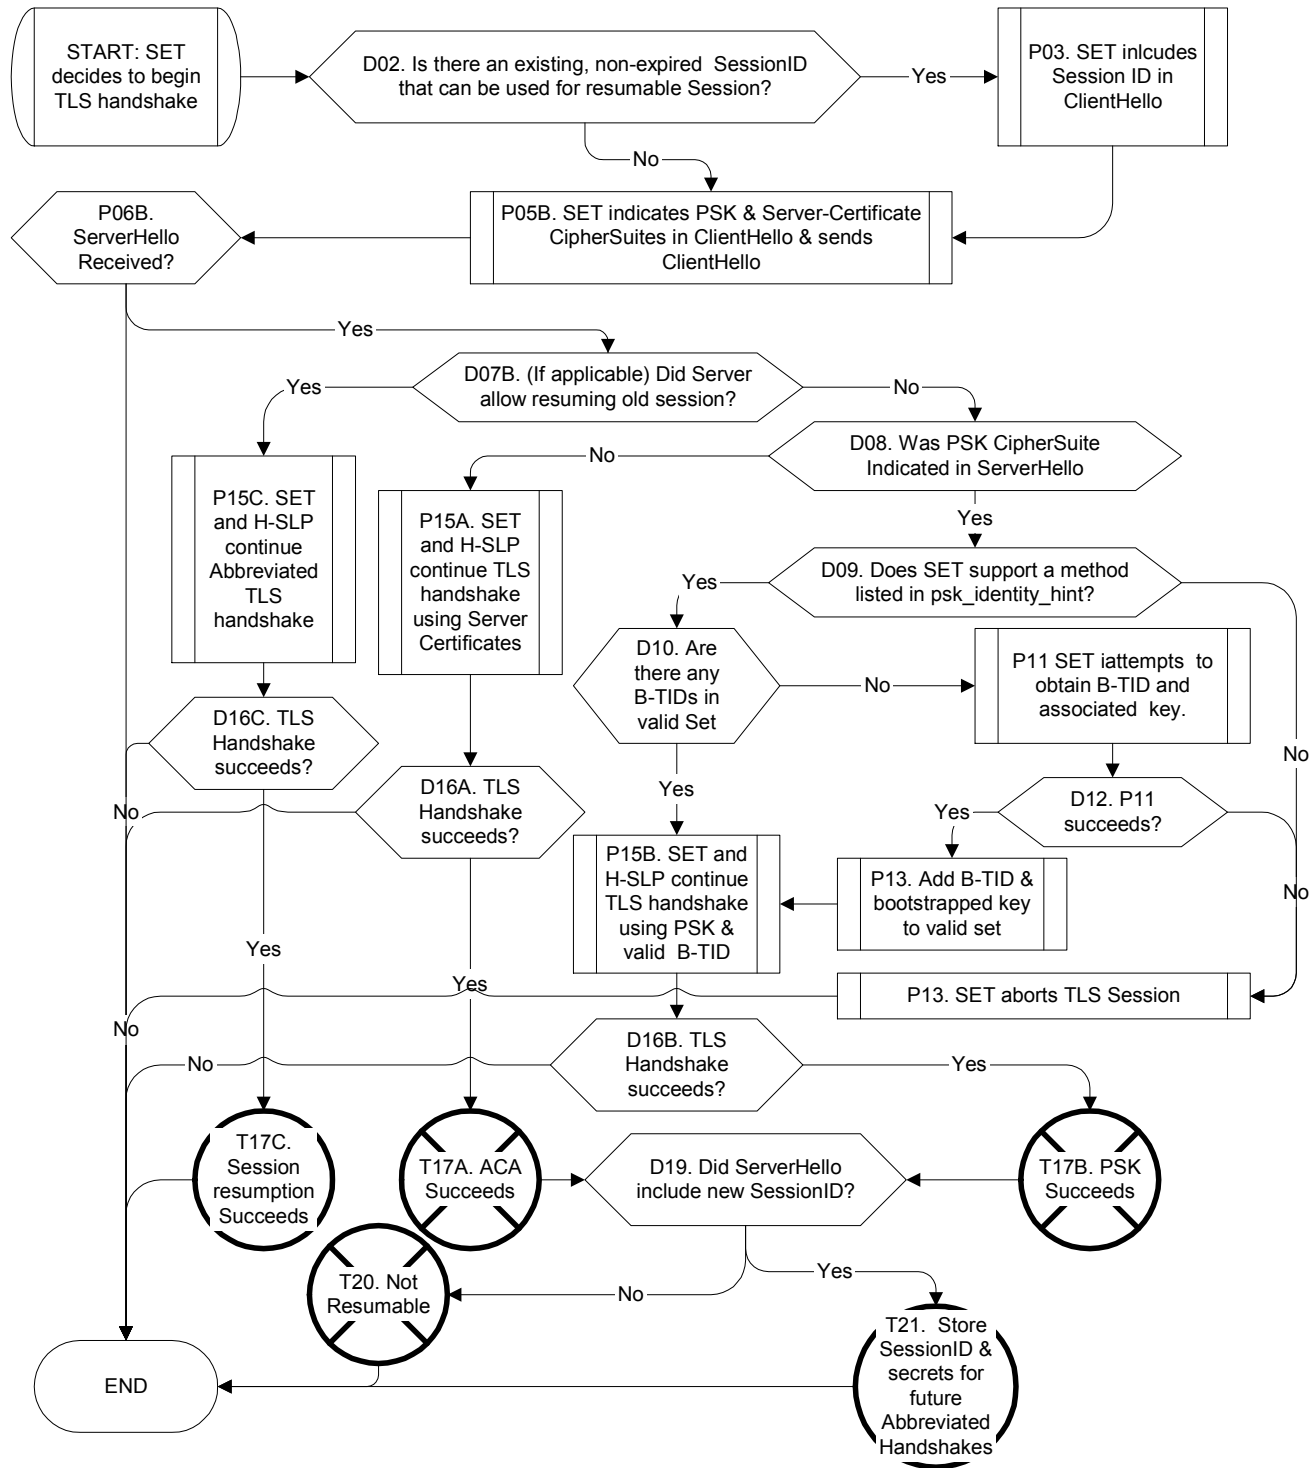 START: SET
decides to begin
TLS handshake
D02. Is there an existing, non-expired SessionID
that can be used for resumable Session?
Yes
P03. SET inlcudes
Session ID in
ClientHello
No
P06B.
ServerHello
Received?
P05B. SET indicates PSK & Server-Certificate
CipherSuites in ClientHello & sends
ClientHello
Yes
D07B. (If applicable) Did Server
allow resuming old session?
Yes
No
D08. Was PSK CipherSuite
Indicated in ServerHello
No
Yes
P15C. SET
and H-SLP
continue
Abbreviated
TLS
handshake
P15A. SET
and H-SLP
continue TLS
handshake
using Server
Certificates
D09. Does SET support a method
listed in psk_identity_hint?
Yes
D10. Are
there any
B-TIDs in
valid Set
No
P11 SET iattempts to
obtain B-TID and
associated key.
No
D16C. TLS
Handshake
succeeds?
D16A. TLS
Handshake
succeeds?
No
Yes
D12. P11
succeeds?
Yes
No
P15B. SET and
H-SLP continue
TLS handshake
using PSK &
valid B-TID
P13. Add B-TID &
bootstrapped key
to valid set
Yes
Yes
P13. SET aborts TLS Session
No
D16B. TLS
Handshake
succeeds?
No
Yes
T17C.
Session
resumption
Succeeds
T17A. ACA
Succeeds
D19. Did ServerHello
include new SessionID?
T17B. PSK
Succeeds
T20. Not
Resumable
No
Yes
T21. Store
SessionID &
secrets for
future
Abbreviated
Handshakes
END